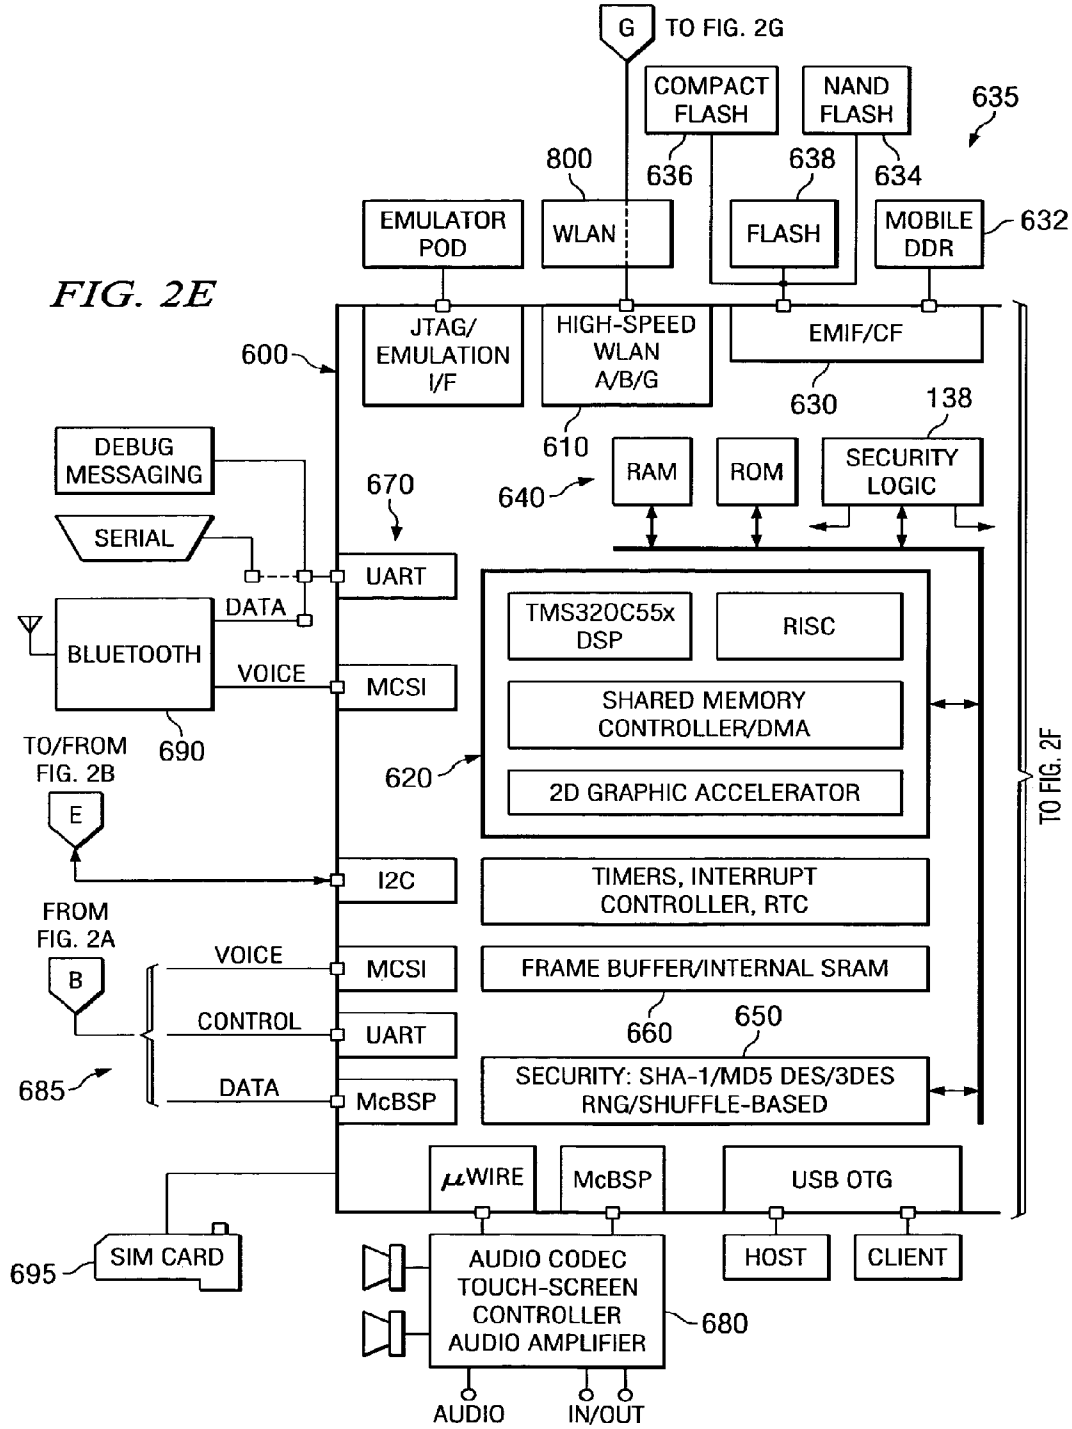 G TO FIG. 2G
COMPACT
FLASH
NAND
FLASH
635
636
638
634
800
EMULATOR
POD
WLAN
FLASH
MOBILE
DDR
632
FIG. 2E
600
JTAG/
EMULATION
I/F
HIGH-SPEED
WLAN
A/B/G
EMIF/CF
610
630
138
DEBUG
MESSAGING
670
640
RAM
ROM
SECURITY
LOGIC
SERIAL
UART
DATA
BLUETOOTH
VOICE
MCSI
690
TMS320C55x
DSP
RISC
SHARED MEMORY
CONTROLLER/DMA
620
2D GRAPHIC ACCELERATOR
TO FIG. 2F
TO/FROM
FIG. 2B
E
I2C
TIMERS, INTERRUPT
CONTROLLER, RTC
FROM
FIG. 2A
B
VOICE
MCSI
FRAME BUFFER/INTERNAL SRAM
660
650
CONTROL
UART
685
DATA
McBSP
SECURITY: SHA-1/MD5 DES/3DES
RNG/SHUFFLE-BASED
µWIRE
McBSP
USB OTG
695
SIM CARD
AUDIO CODEC
TOUCH-SCREEN
CONTROLLER
AUDIO AMPLIFIER
680
HOST
CLIENT
AUDIO
IN/OUT